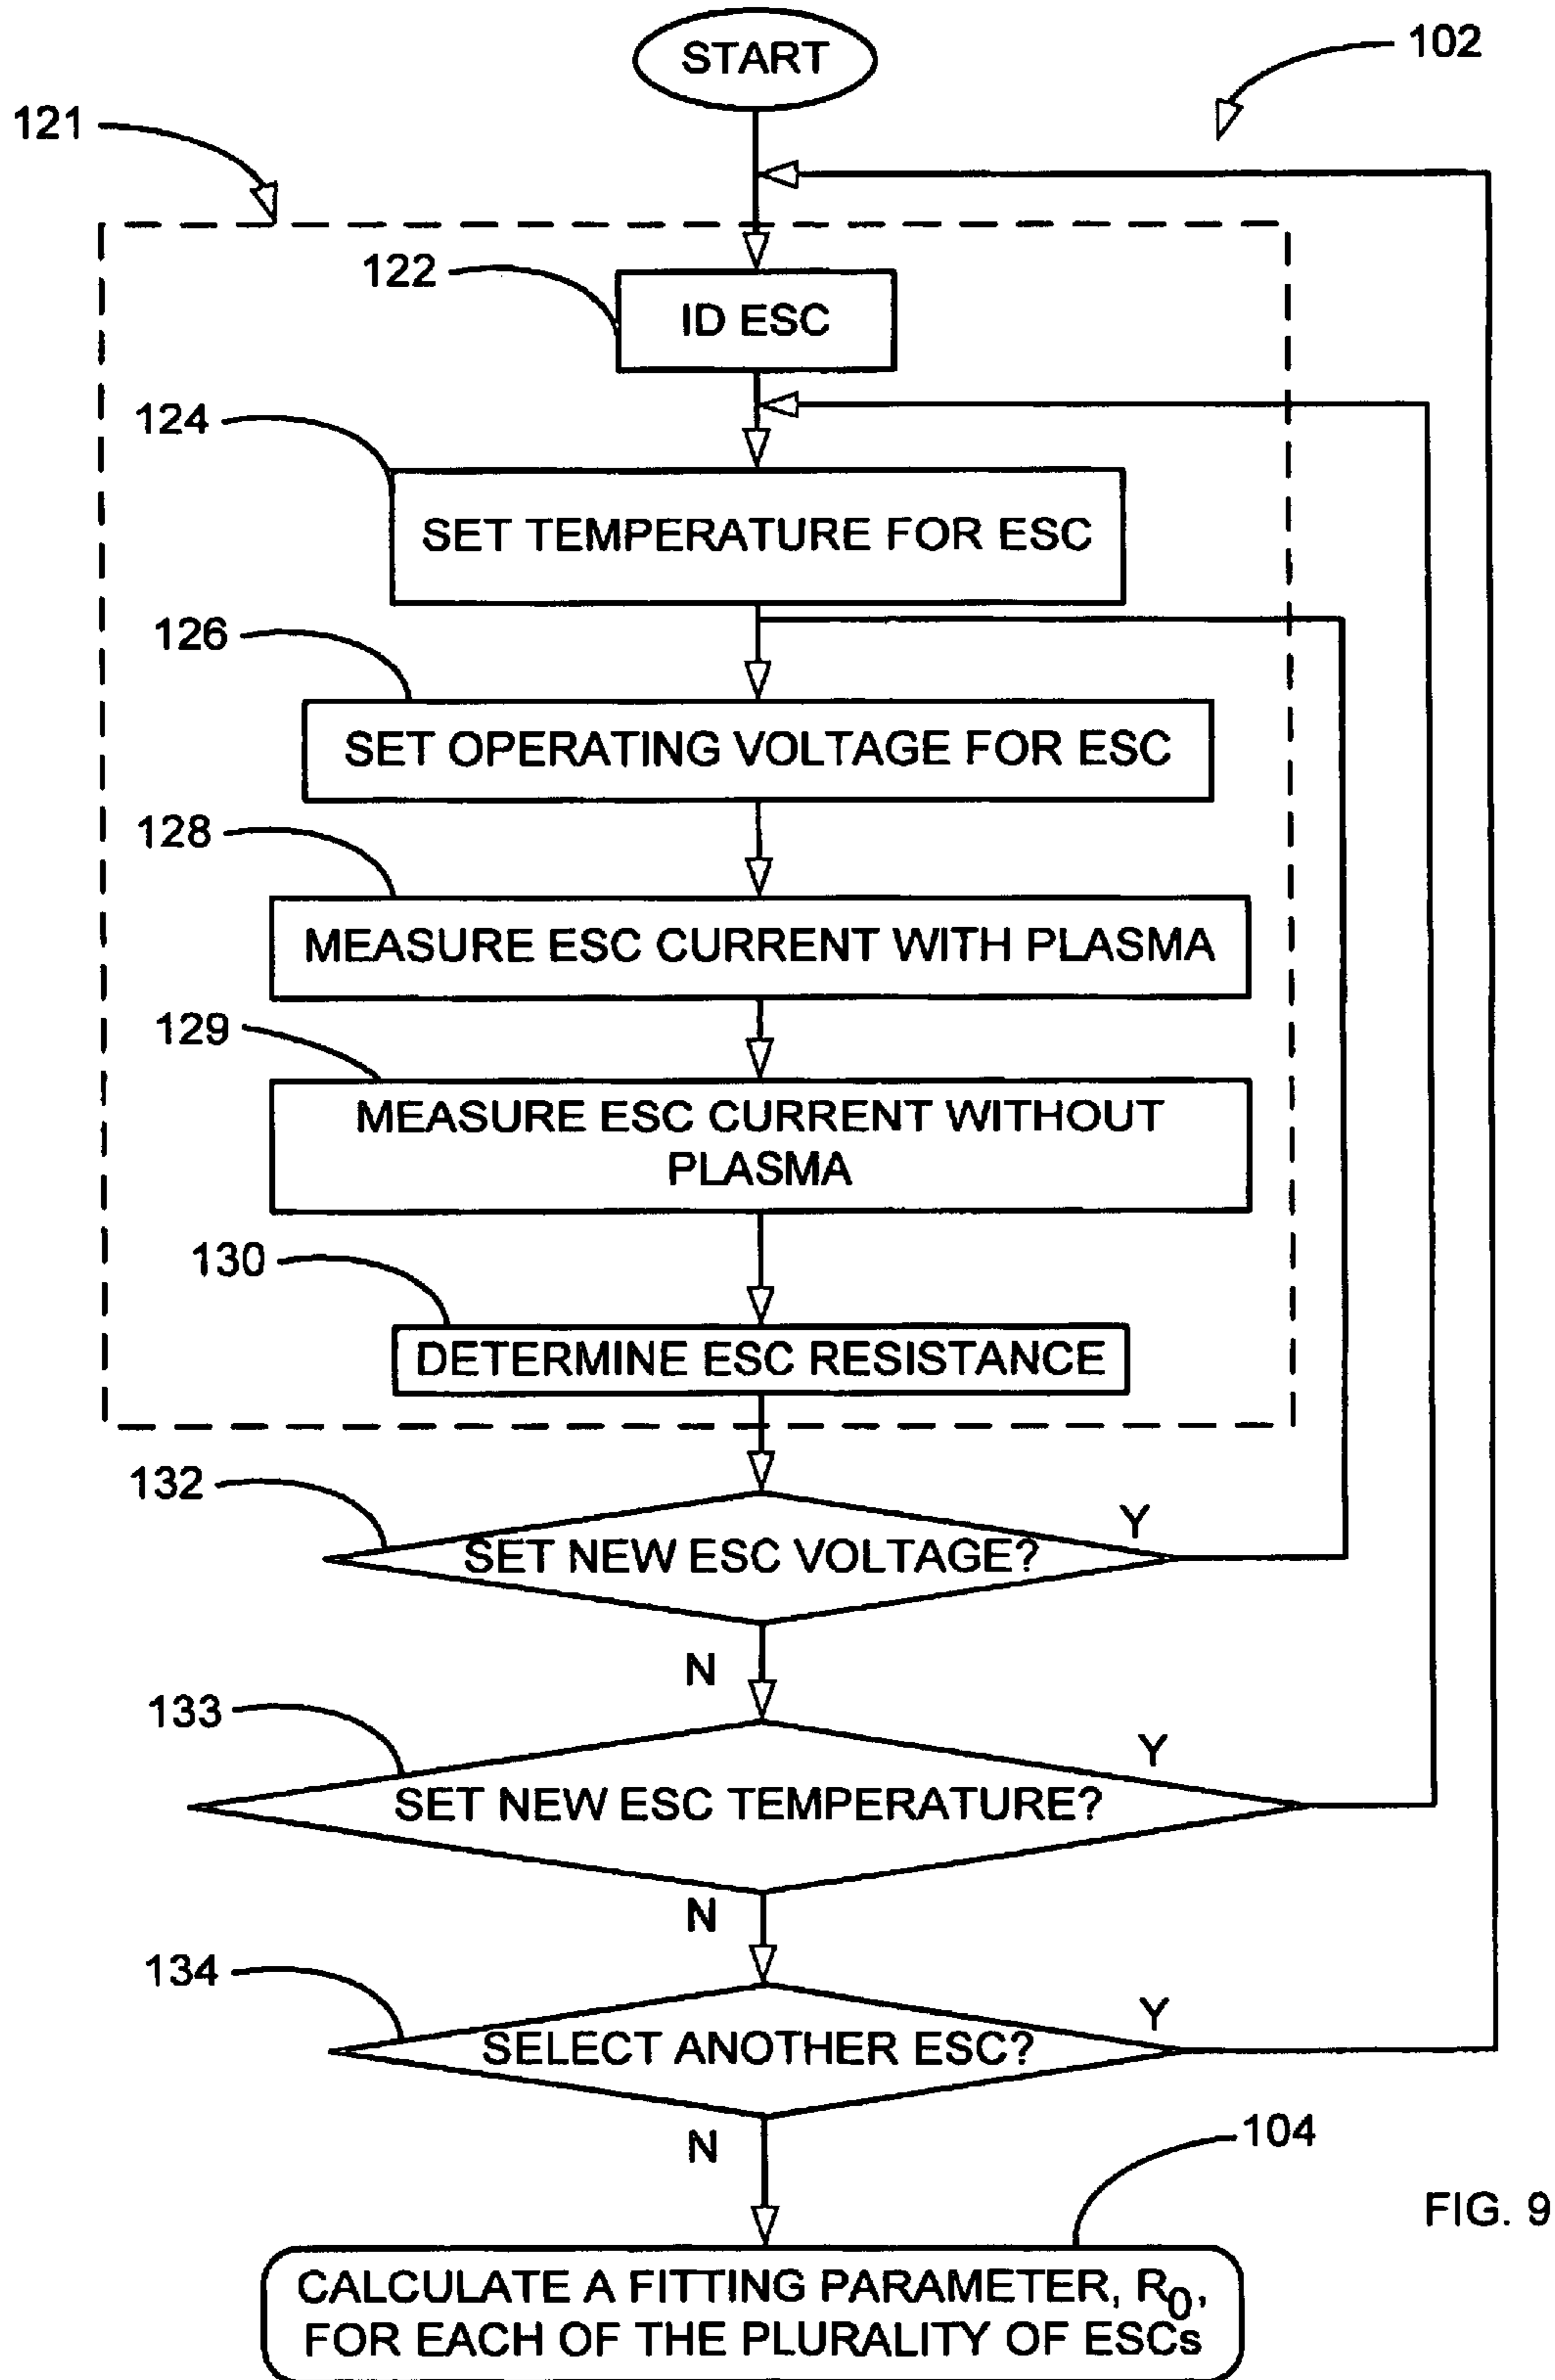 START
102
121
122
ID ESC
124
SET TEMPERATURE FOR ESC
126
SET OPERATING VOLTAGE FOR ESC
128
MEASURE ESC CURRENT WITH PLASMA
129
MEASURE ESC CURRENT WITHOUT
PLASMA
130
DETERMINE ESC RESISTANCE
132
Y
SET NEW ESC VOLTAGE?
N
133
Y
SET NEW ESC TEMPERATURE?
N
134
Y
SELECT ANOTHER ESC?
N
104
FIG. 9
CALCULATE A FITTING PARAMETER, R0,
FOR EACH OF THE PLURALITY OF ESCs